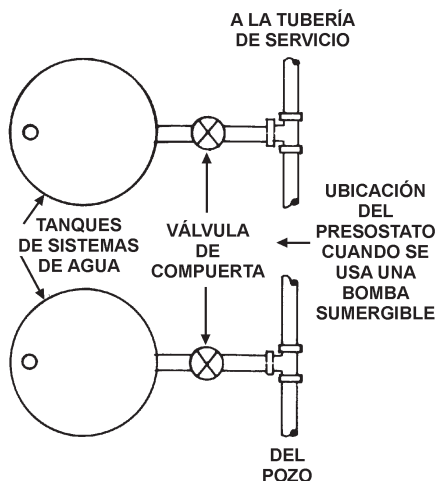 A LA TUBERÍA
DE SERVICIO
TANQUES
DE SISTEMAS
DE AGUA
VÁLVULA
DE
COMPUERTA
UBICACIÓN
DEL
PRESOSTATO
CUANDO SE
USA UNA
BOMBA
SUMERGIBLE
DEL
POZO